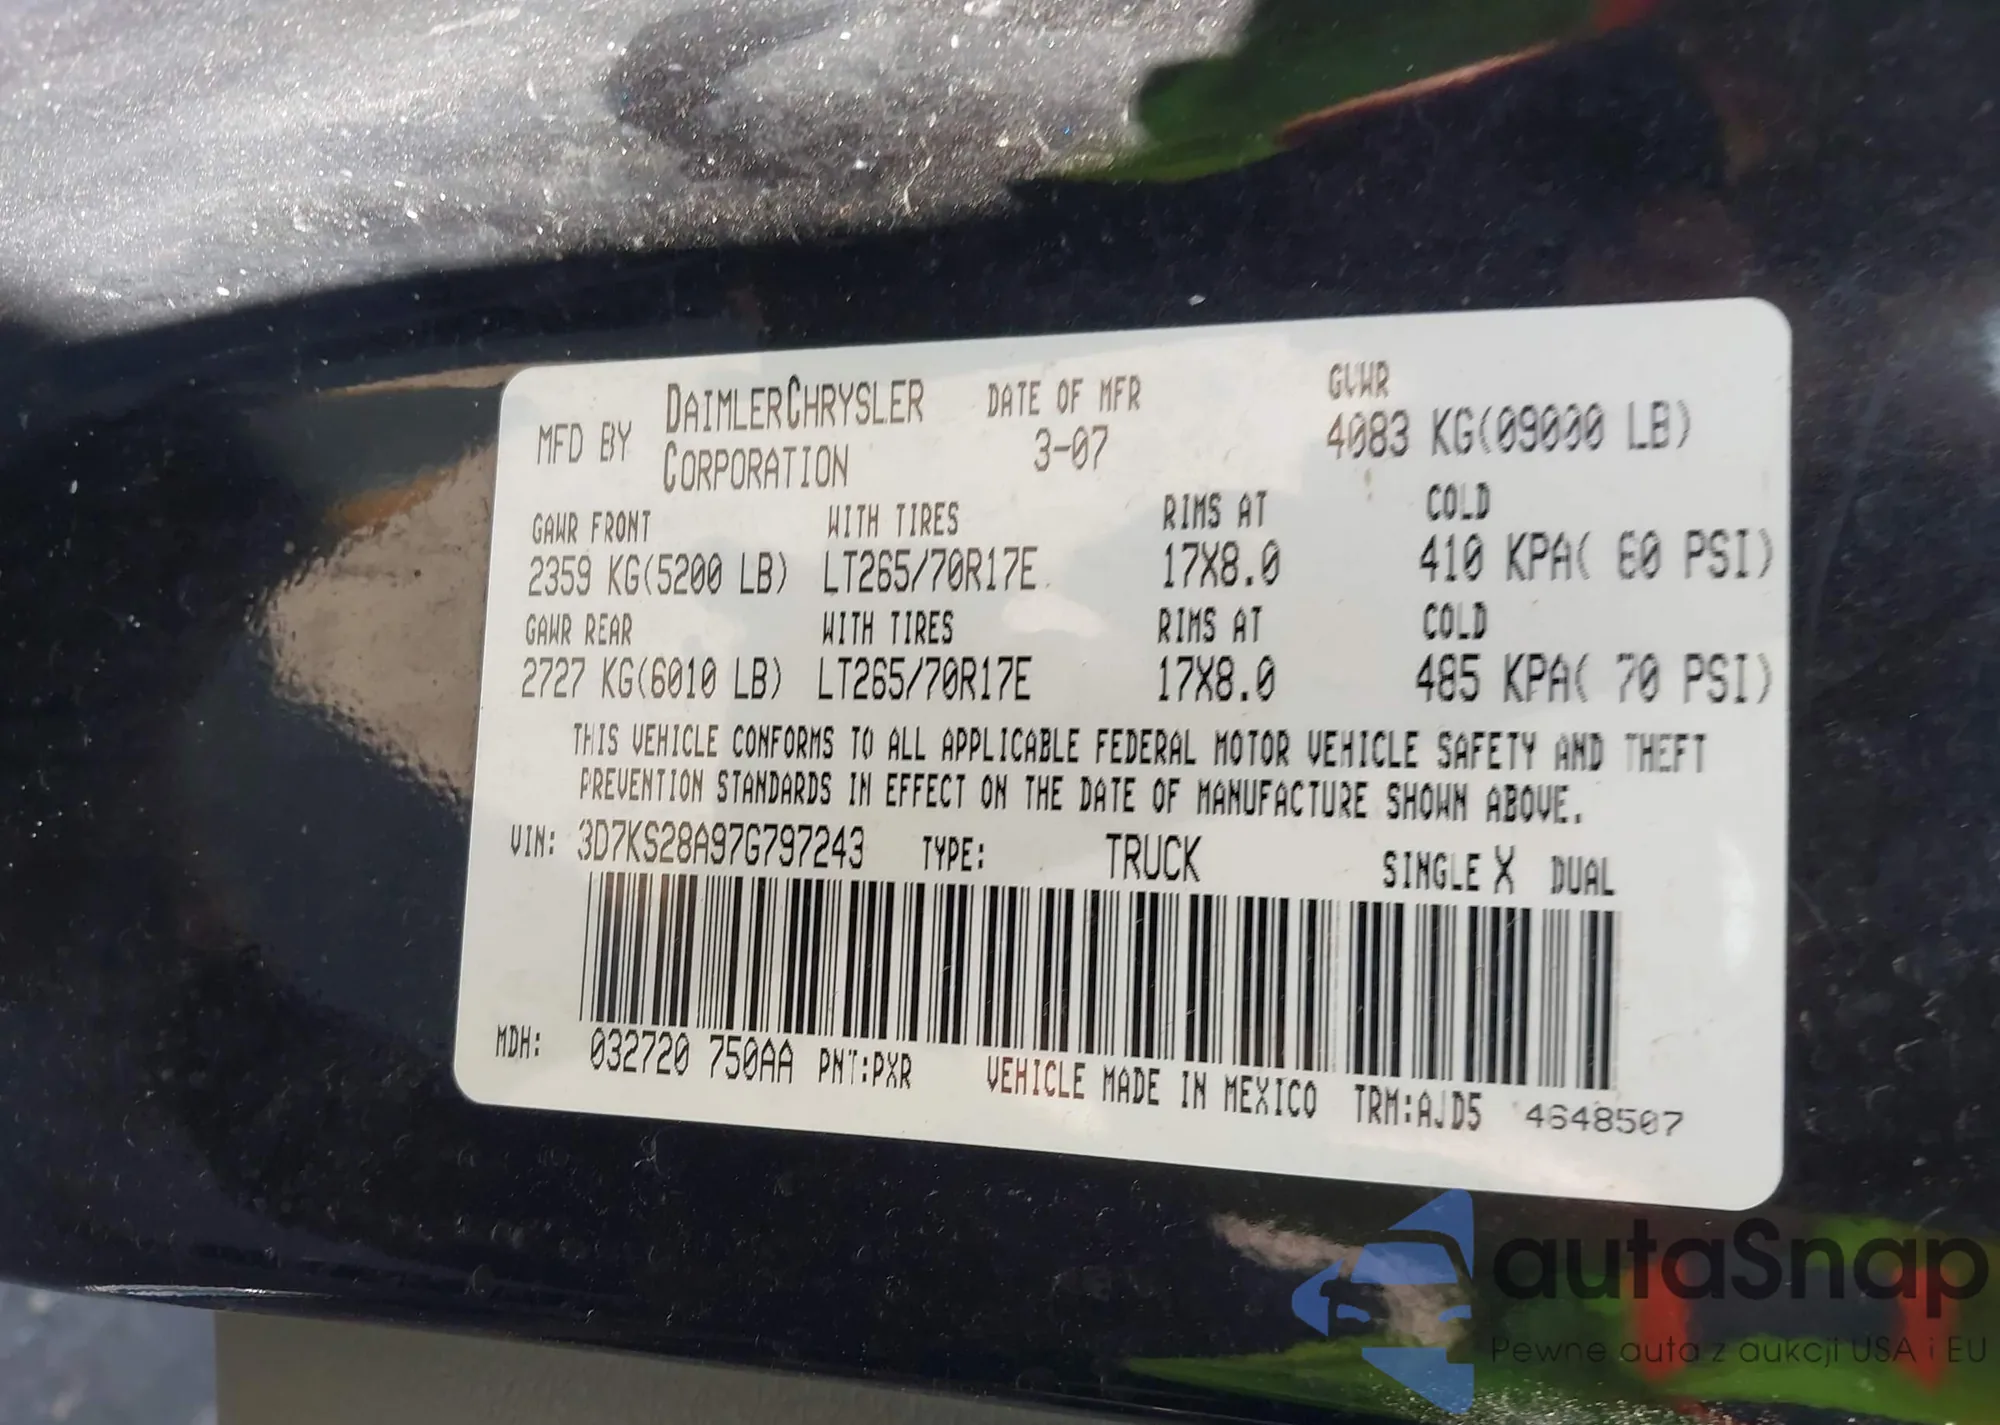 MFD BY DAIMLERCHRYSLER CORPORATION DATE OF MFR 3-07 GVWR 4083 KG(09000 LB)
GAWR FRONT WITH TIRES RIMS AT COLD
2359 KG(5200 LB) LT265/70R17E 17X8.0 410 KPA( 60 PSI)
GAWR REAR WITH TIRES RIMS AT COLD
2727 KG(6010 LB) LT265/70R17E 17X8.0 485 KPA( 70 PSI)
THIS VEHICLE CONFORMS TO ALL APPLICABLE FEDERAL MOTOR VEHICLE SAFETY AND THEFT
PREVENTION STANDARDS IN EFFECT ON THE DATE OF MANUFACTURE SHOWN ABOVE.
VIN: 3D7KS28A97G797243 TYPE: TRUCK SINGLE X DUAL
MDH: 032720 750AA PNT:PXR VEHICLE MADE IN MEXICO TRM:AJD5 4648507
autaSnap
Pewne auta z aukcji USA i EU